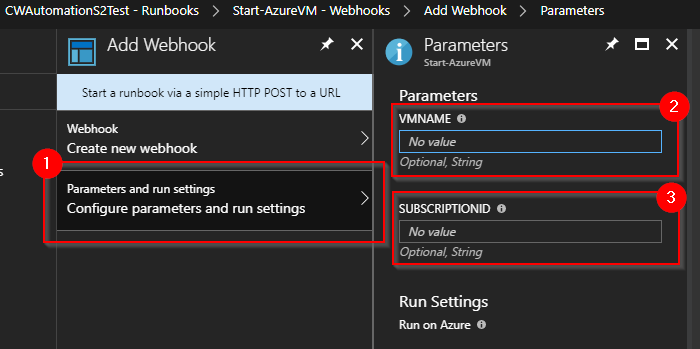 CWAutomationS2Test - Runbooks > Start-AzureVM - Webhooks > Add Webhook > Parameters
Add Webhook
Start a runbook via a simple HTTP POST to a URL
Webhook
Create new webhook
1
Parameters and run settings
Configure parameters and run settings
Parameters
Start-AzureVM
Parameters
2
VMNAME
No value
Optional, String
3
SUBSCRIPTIONID
No value
Optional, String
Run Settings
Run on Azure